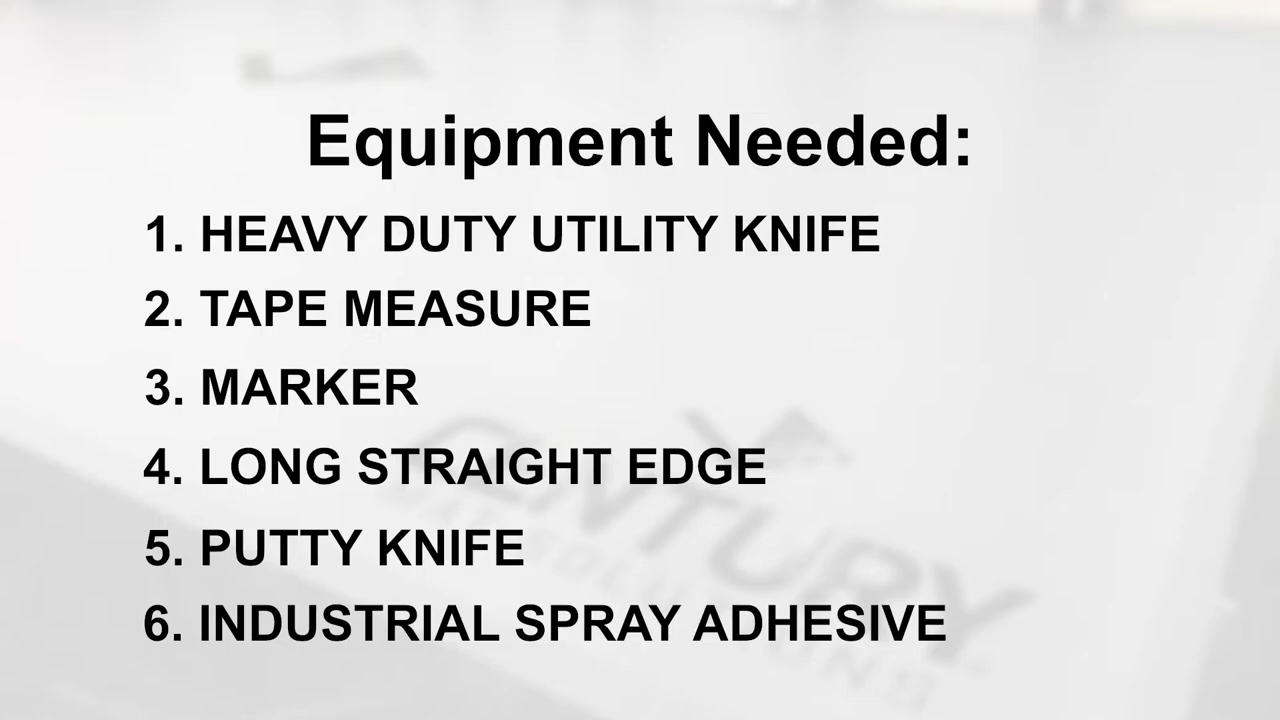 Equipment Needed:
1. HEAVY DUTY UTILITY KNIFE
2. TAPE MEASURE
3. MARKER
4. LONG STRAIGHT EDGE
5. PUTTY KNIFE
6. INDUSTRIAL SPRAY ADHESIVE
CENTURY